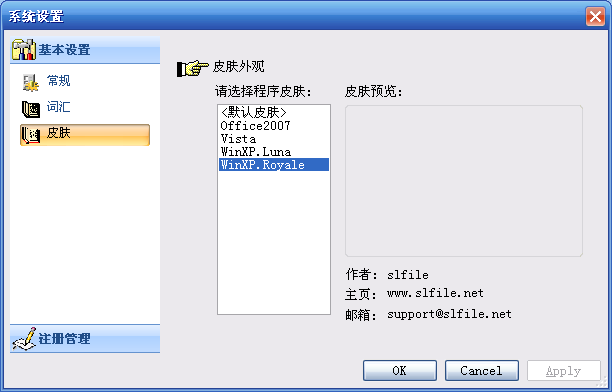 系统设置
基本设置
常规
词汇
皮肤
注册管理
皮肤外观
请选择程序皮肤：
<默认皮肤>
Office2007
Vista
WinXP.Luna
WinXP.Royale
皮肤预览：
作者： slfile
主页： www.slfile.net
邮箱： support@slfile.net
OK
Cancel
Apply